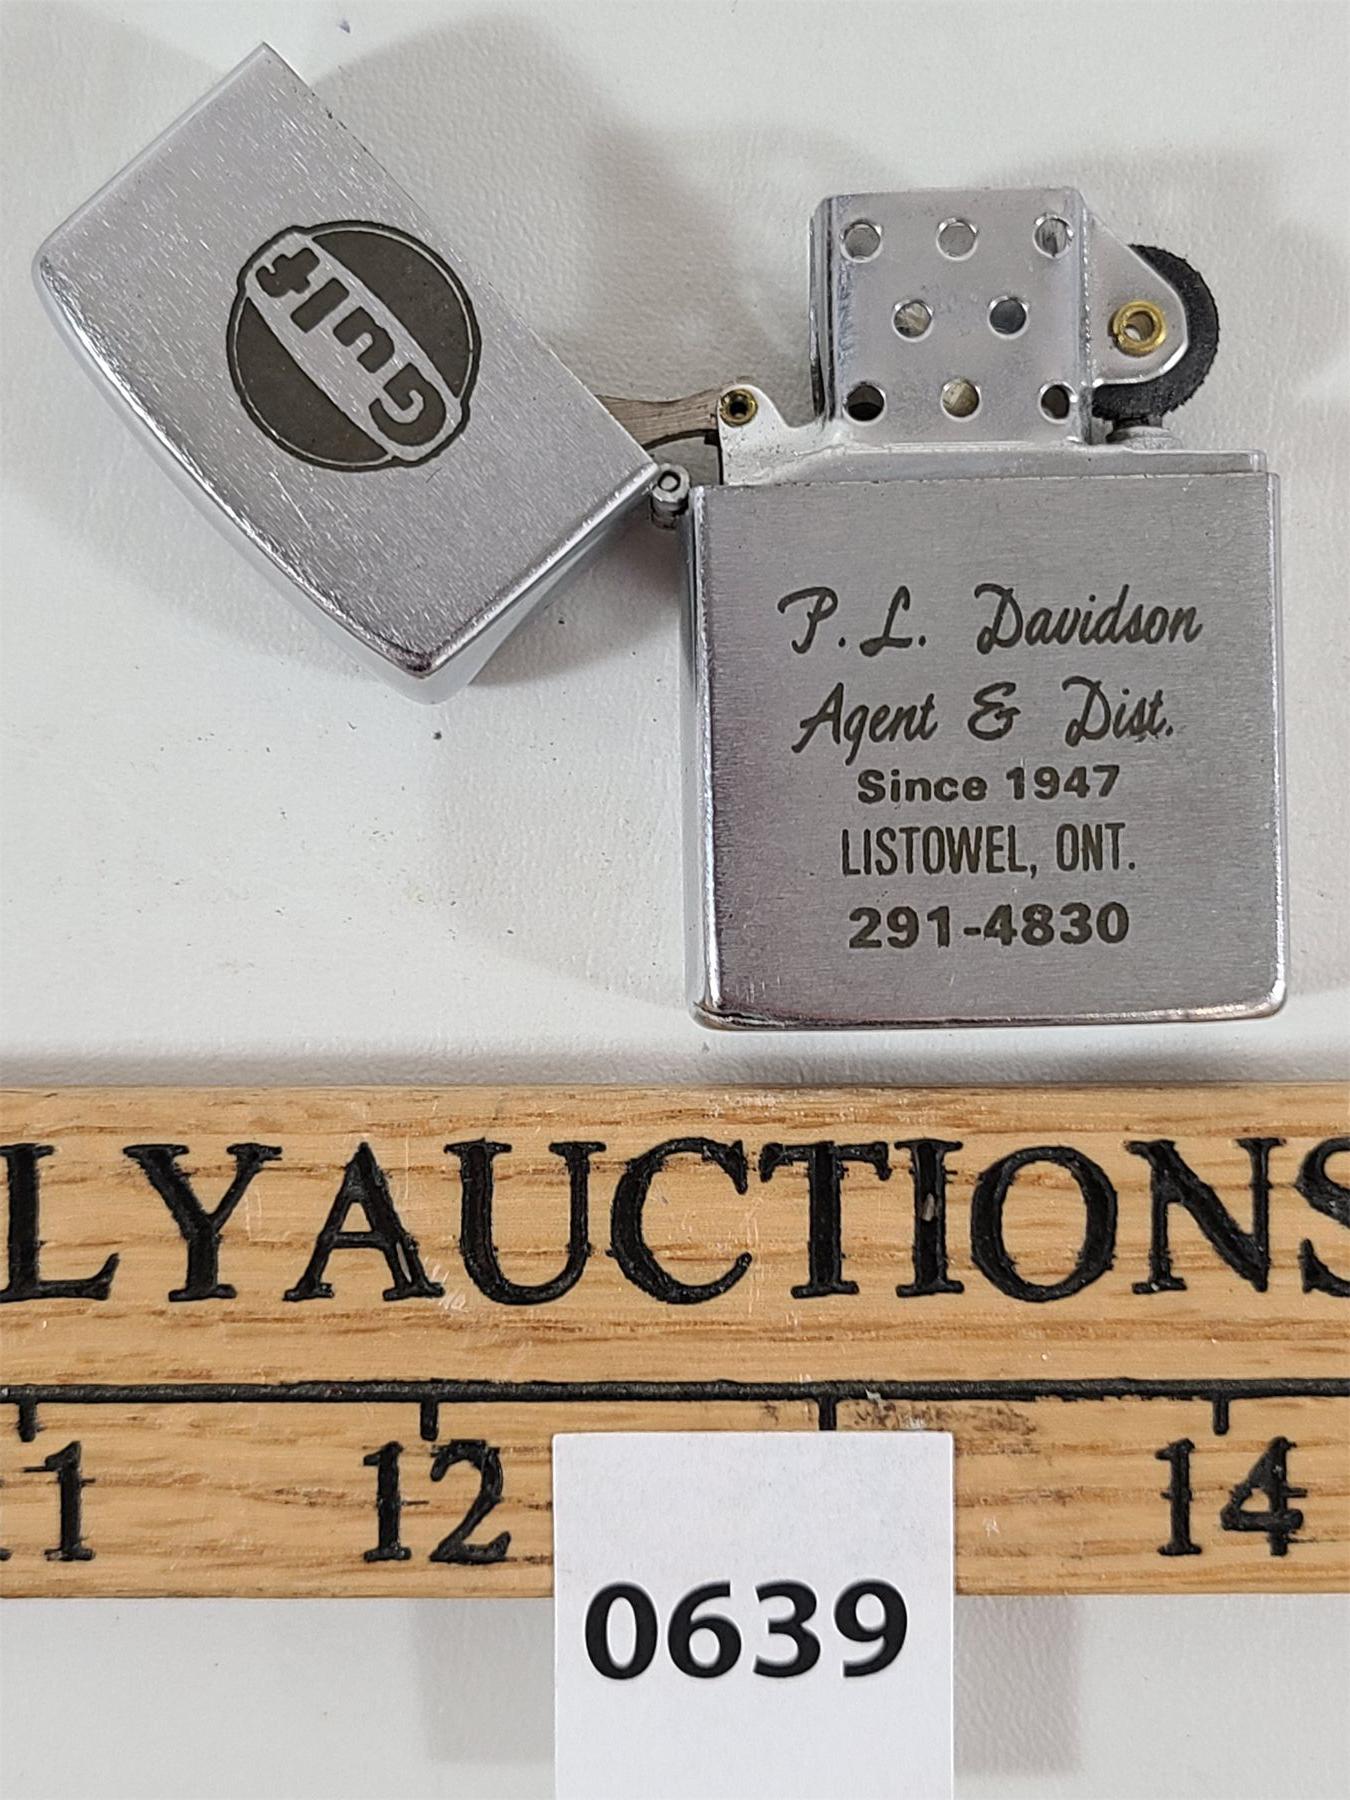 Gulf
P. L. Davidson
Agent & Dist.
Since 1947
LISTOWEL, ONT.
291-4830
LYAUCTIONS
11 12 14
0639